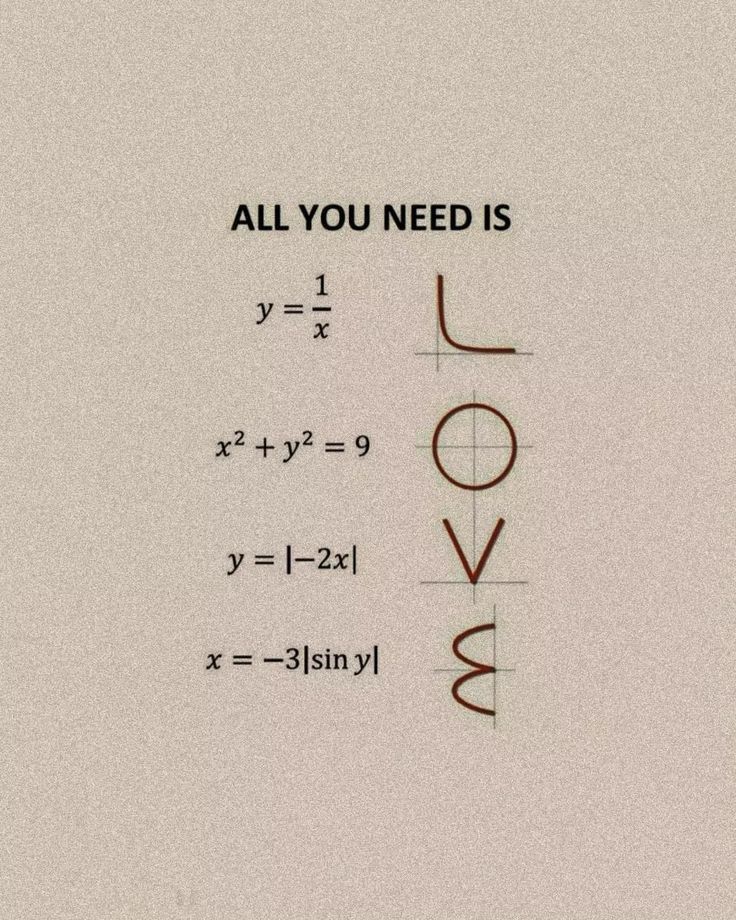 ALL YOU NEED IS
y = 1/x
x² + y² = 9
y = |−2x|
x = −3|sin y|